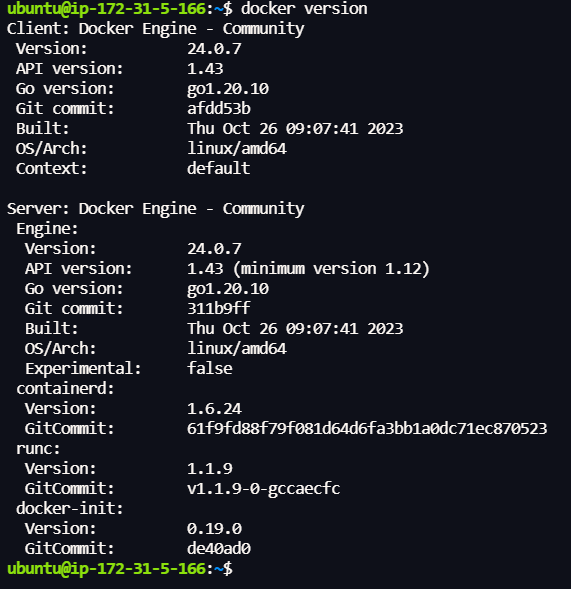 ubuntu@ip-172-31-5-166:~$ docker version
Client: Docker Engine - Community
 Version:           24.0.7
 API version:       1.43
 Go version:        go1.20.10
 Git commit:        afdd53b
 Built:             Thu Oct 26 09:07:41 2023
 OS/Arch:           linux/amd64
 Context:           default

Server: Docker Engine - Community
 Engine:
  Version:          24.0.7
  API version:      1.43 (minimum version 1.12)
  Go version:       go1.20.10
  Git commit:       311b9ff
  Built:            Thu Oct 26 09:07:41 2023
  OS/Arch:          linux/amd64
  Experimental:     false
 containerd:
  Version:          1.6.24
  GitCommit:        61f9fd88f79f081d64d6fa3bb1a0dc71ec870523
 runc:
  Version:          1.1.9
  GitCommit:        v1.1.9-0-gccaecfc
 docker-init:
  Version:          0.19.0
  GitCommit:        de40ad0
ubuntu@ip-172-31-5-166:~$